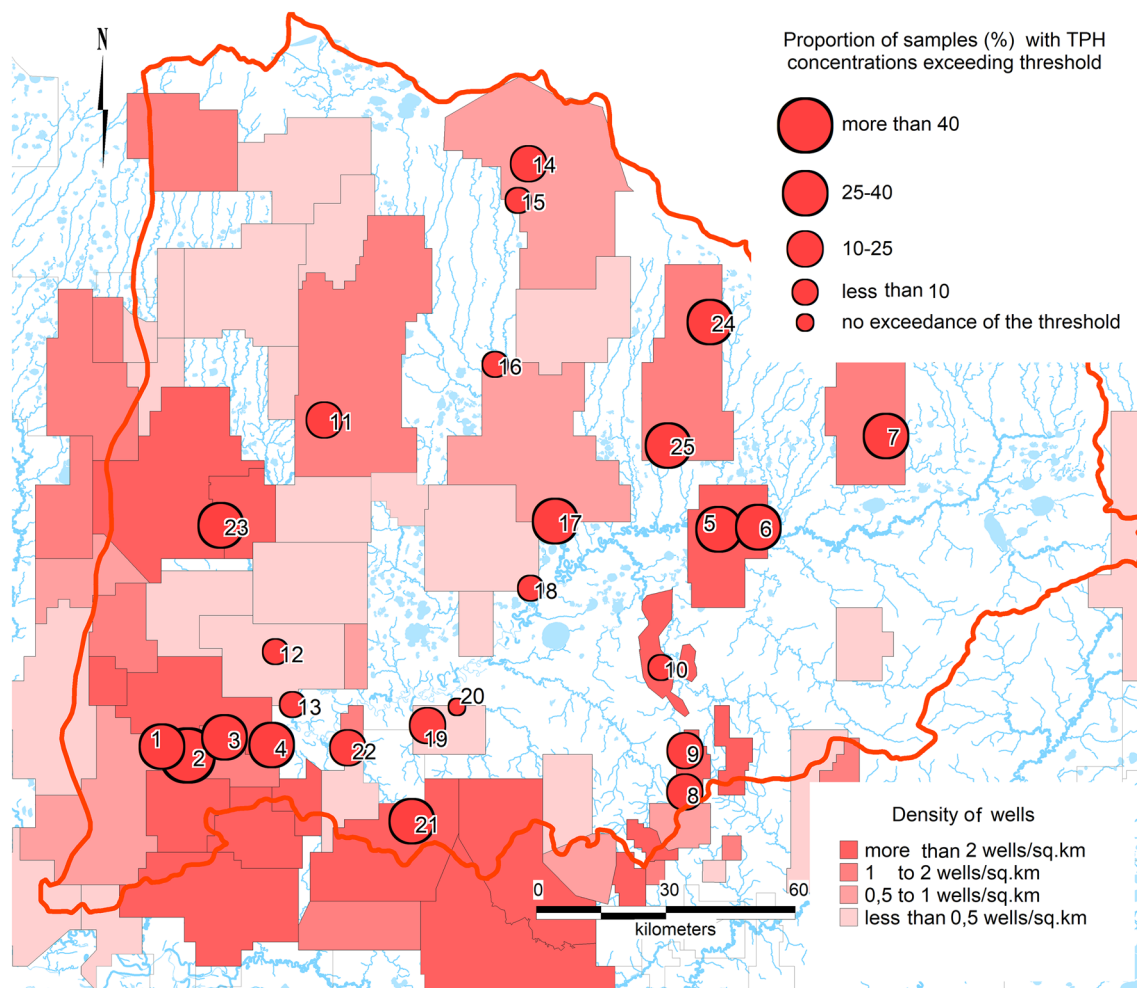 N
Proportion of samples (%) with TPH
concentrations exceeding threshold
more than 40
25-40
10-25
less than 10
no exceedance of the threshold
14
15
24
16
11
7
25
23
17
5
6
18
12
10
13
20
19
1
2
3
4
22
9
8
21
Density of wells
more than 2 wells/sq.km
1 to 2 wells/sq.km
0,5 to 1 wells/sq.km
less than 0,5 wells/sq.km
0
30
60
kilometers